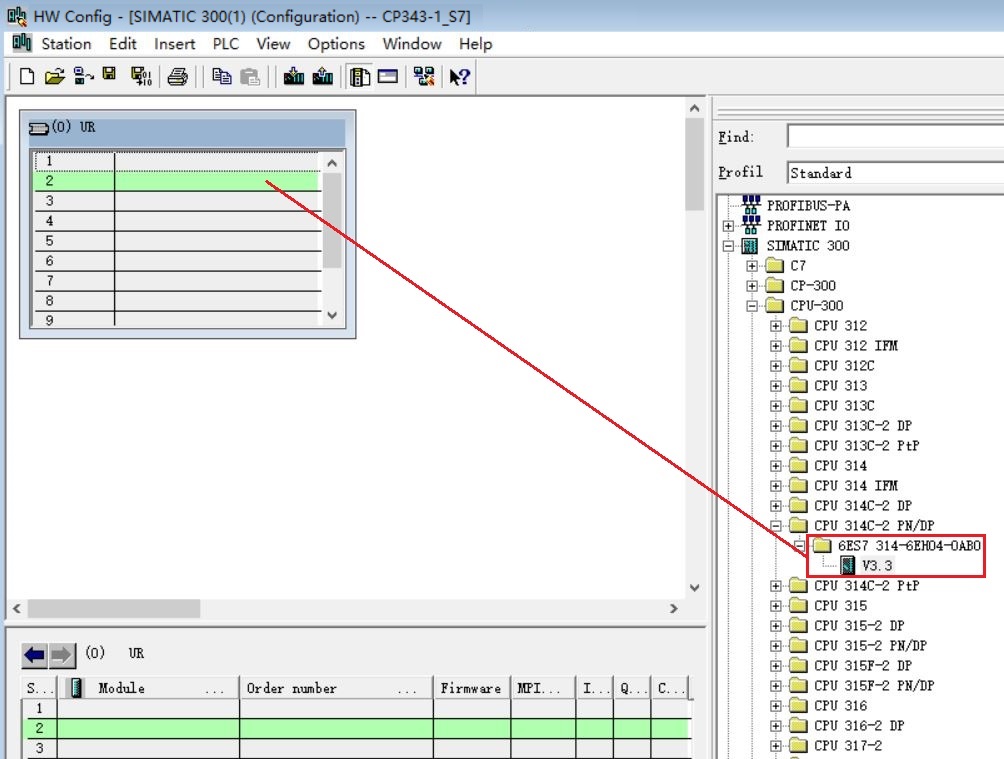 HW Config - [SIMATIC 300(1) (Configuration) -- CP343-1_S7]
Station Edit Insert PLC View Options Window Help
(0) UR
1
2
3
4
5
6
7
8
9
Find:
Profil Standard
PROFIBUS-PA
PROFINET IO
SIMATIC 300
C7
CP-300
CPU-300
CPU 312
CPU 312 IFM
CPU 312C
CPU 313
CPU 313C
CPU 313C-2 DP
CPU 313C-2 PtP
CPU 314
CPU 314 IFM
CPU 314C-2 DP
CPU 314C-2 PN/DP
6ES7 314-6EH04-0AB0
V3.3
CPU 314C-2 PtP
CPU 315
CPU 315-2 DP
CPU 315-2 PN/DP
CPU 315F-2 DP
CPU 315F-2 PN/DP
CPU 316
CPU 316-2 DP
CPU 317-2
(0) UR
S... Module ... Order number ... Firmware MPI... I... Q... C...
1
2
3